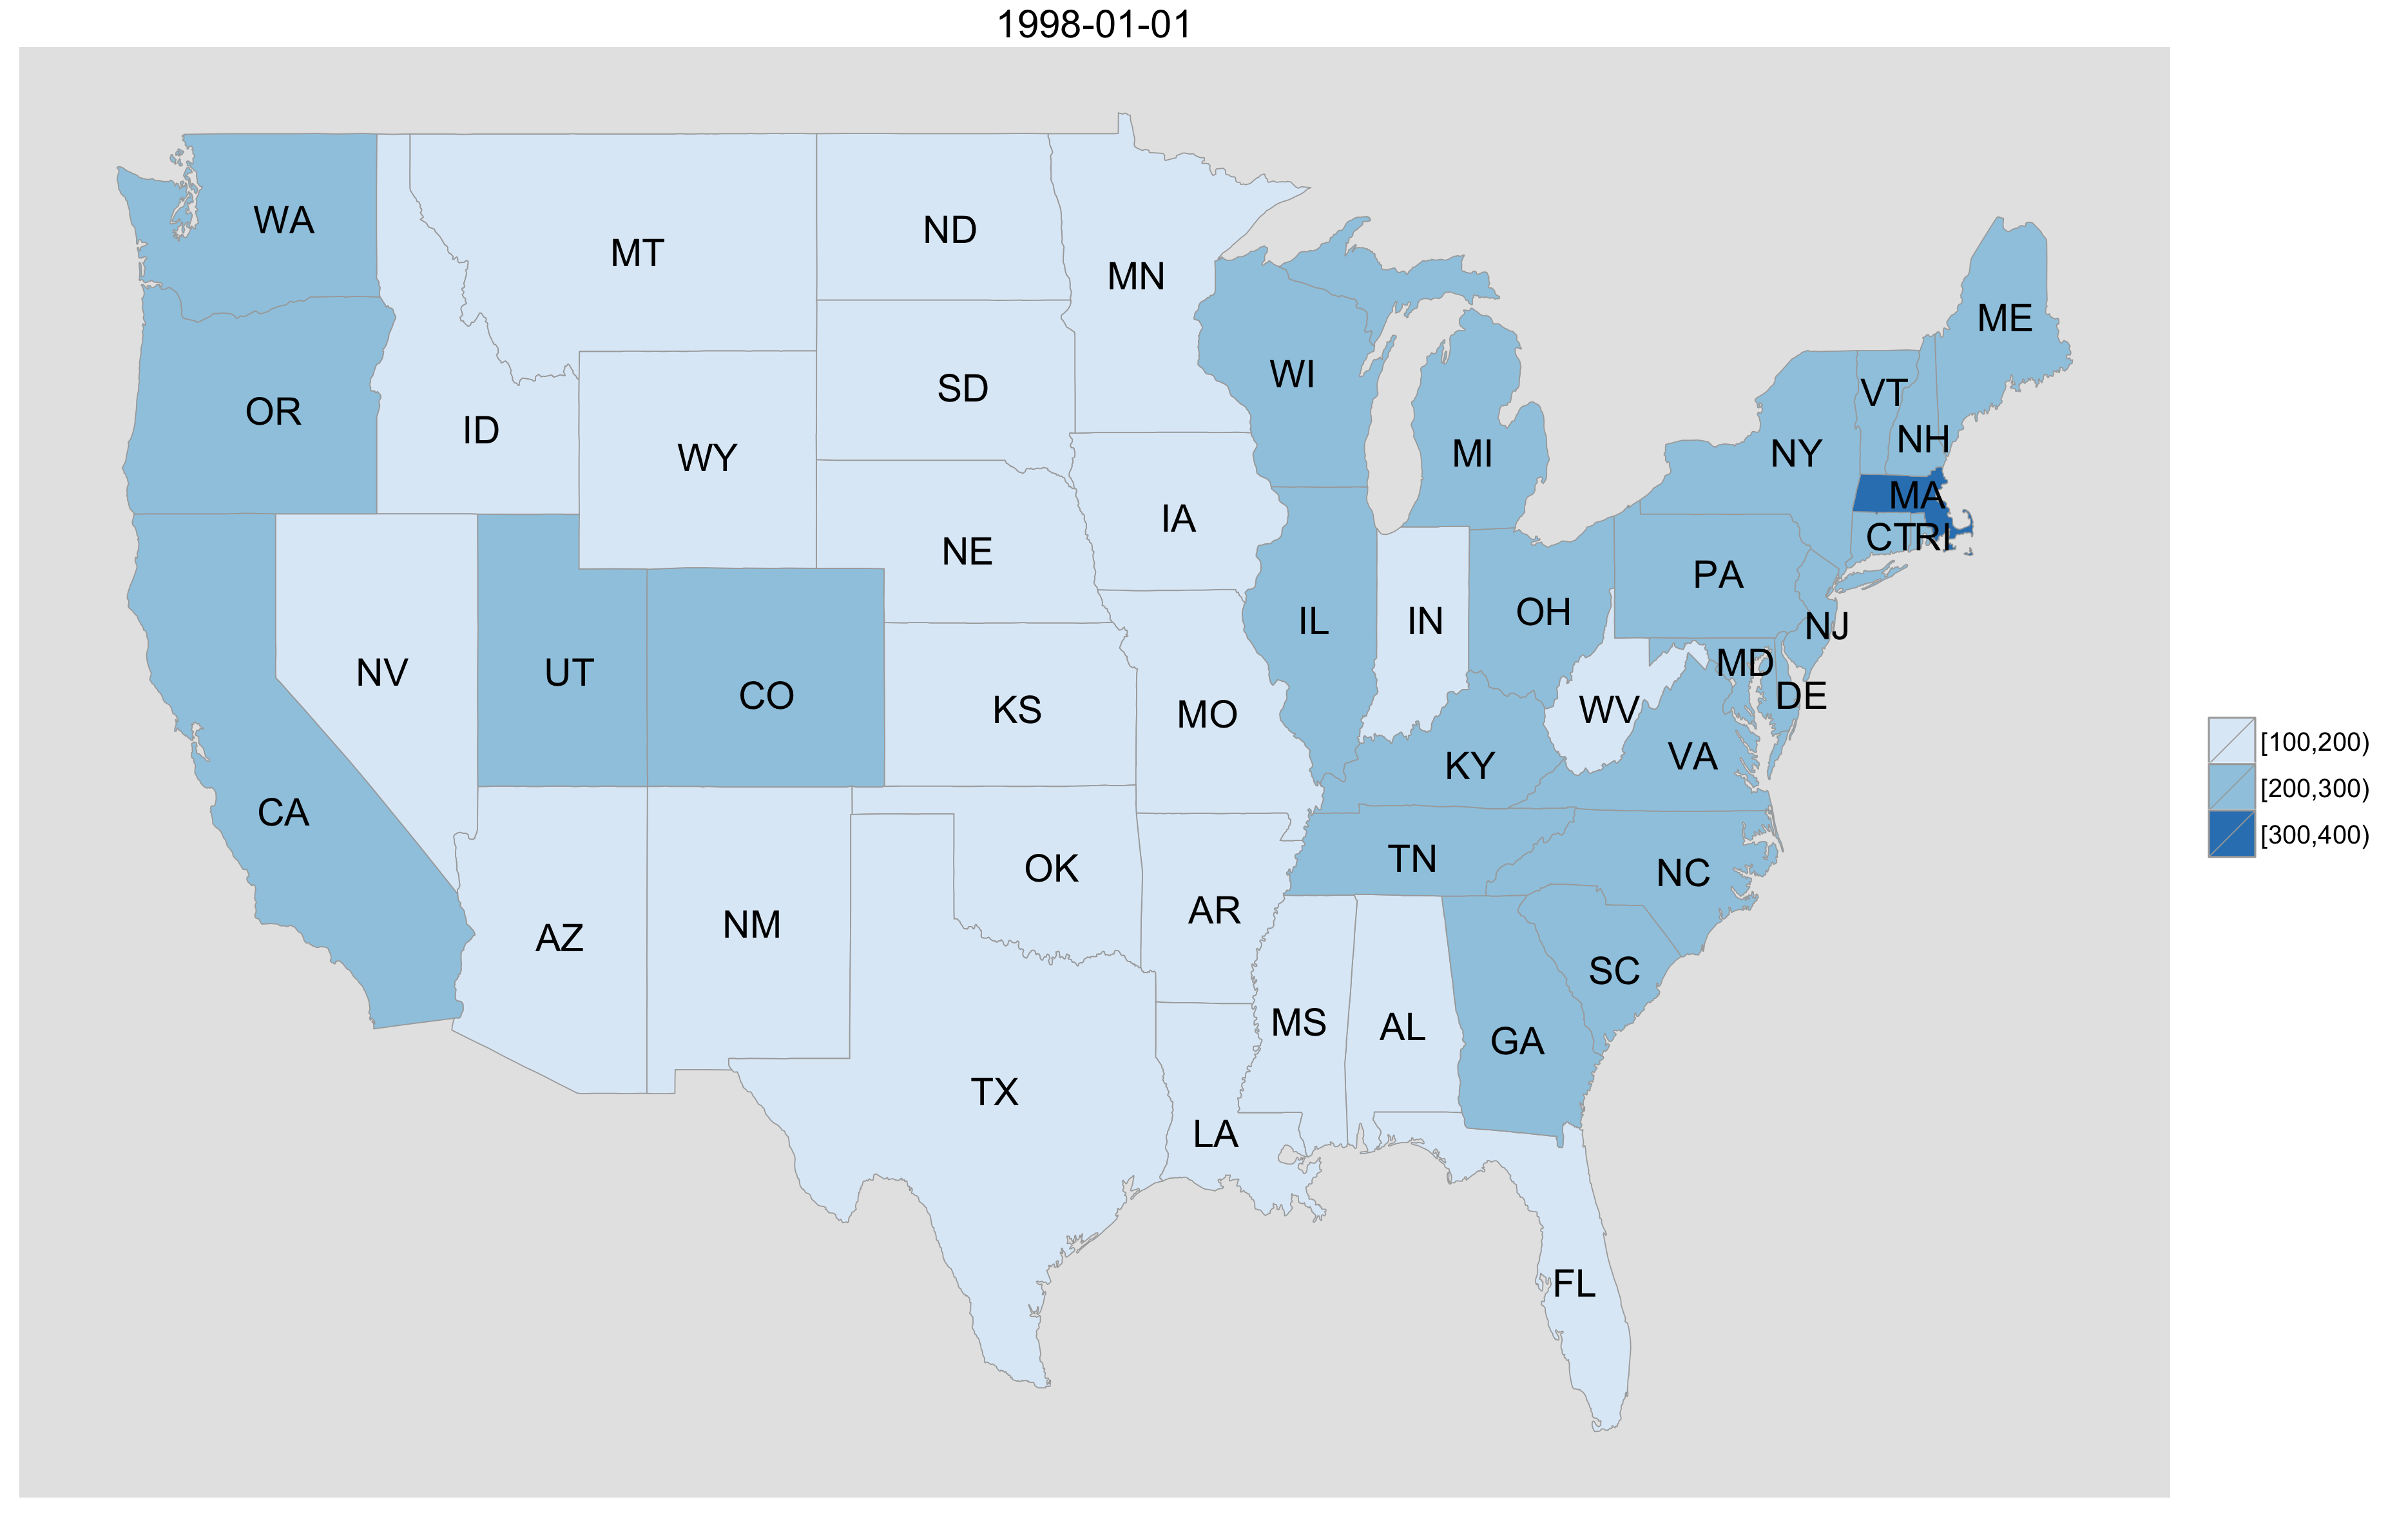 1998-01-01
WA
MT
ND
MN
ME
OR
ID
WY
SD
WI
MI
NY
VT
NH
MA
CT
RI
NV
UT
CO
NE
IA
IL
IN
OH
PA
NJ
MD
DE
KS
MO
KY
WV
VA
CA
AZ
NM
OK
AR
TN
NC
SC
TX
LA
MS
AL
GA
FL
[100,200)
[200,300)
[300,400)